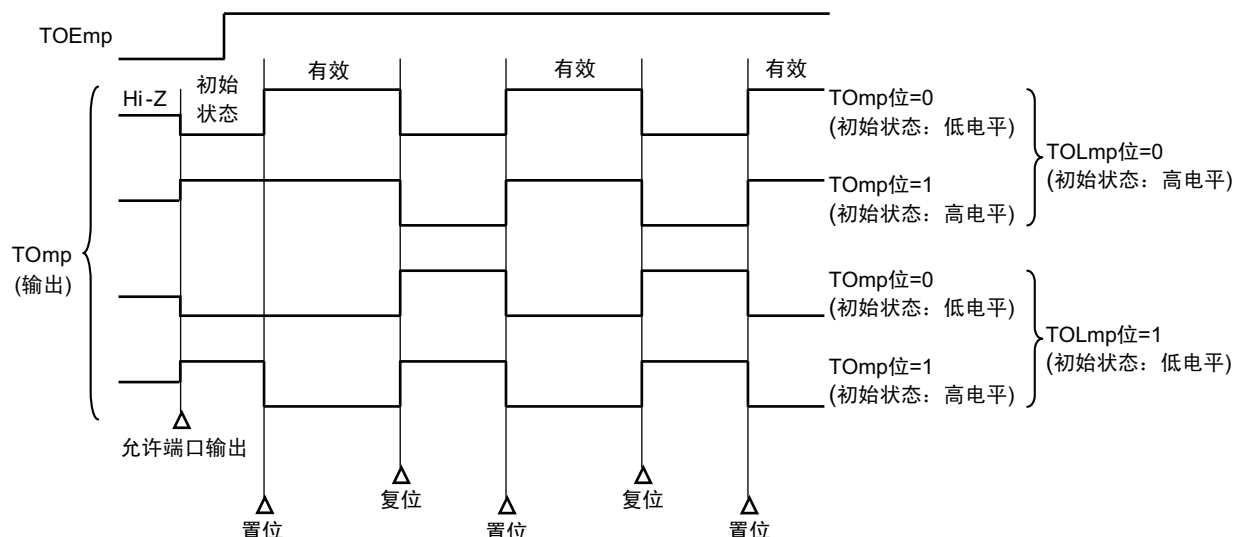 TOEmp
有效
有效
有效
Hi-Z
初始
状态
TOmp位=0
(初始状态：低电平)
TOLmp位=0
(初始状态：高电平)
TOmp位=1
(初始状态：高电平)
TOmp
(输出)
TOmp位=0
(初始状态：低电平)
TOLmp位=1
(初始状态：低电平)
TOmp位=1
(初始状态：高电平)
允许端口输出
复位
复位
置位
置位
置位